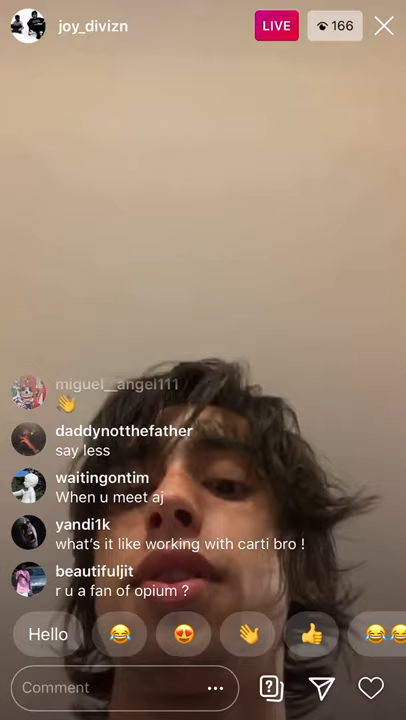 joy_divizn
LIVE
166
miguel__angel111
👋
daddynotthefather
say less
waitingontim
When u meet aj
yandi1k
what's it like working with carti bro !
beautifuljit
r u a fan of opium ?
Hello 😂 😍 👋 👍 😂😂
Comment